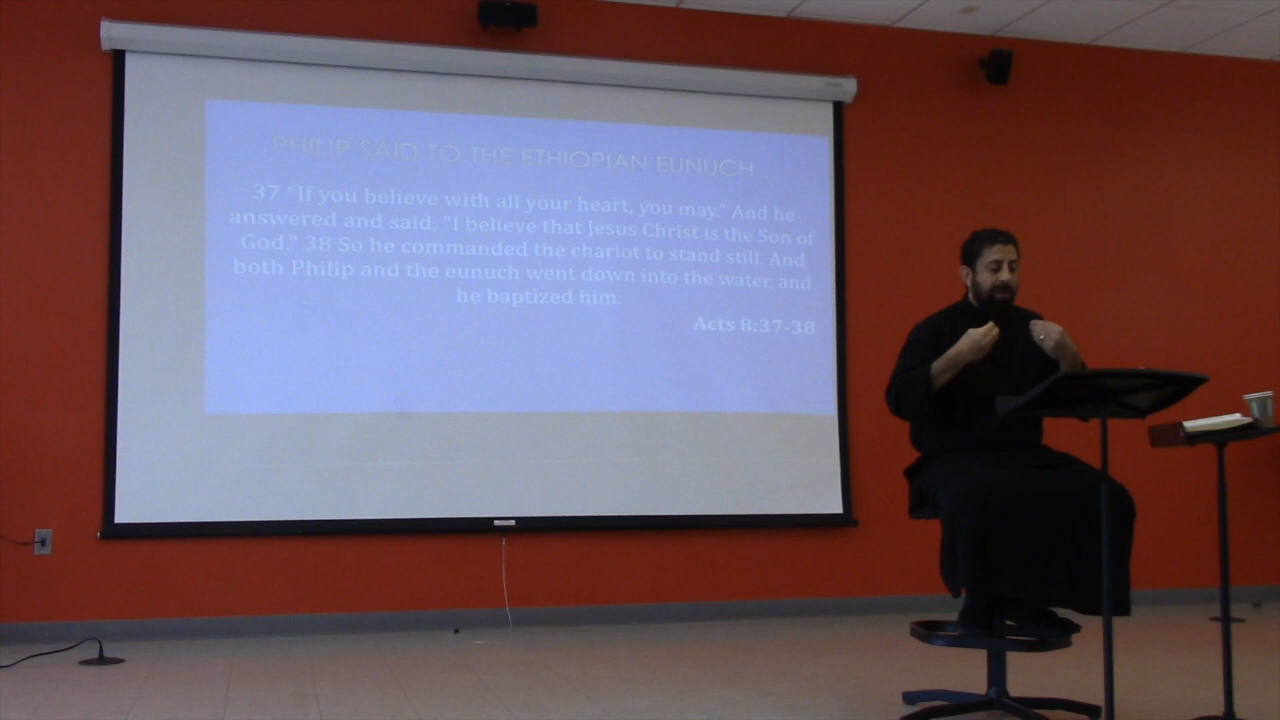 PHILIP SAID TO THE ETHIOPIAN EUNUCH
37 "If you believe with all your heart, you may." And he
answered and said, "I believe that Jesus Christ is the Son of
God." 38 So he commanded the chariot to stand still. And
both Philip and the eunuch went down into the water, and
he baptized him.
Acts 8:37-38